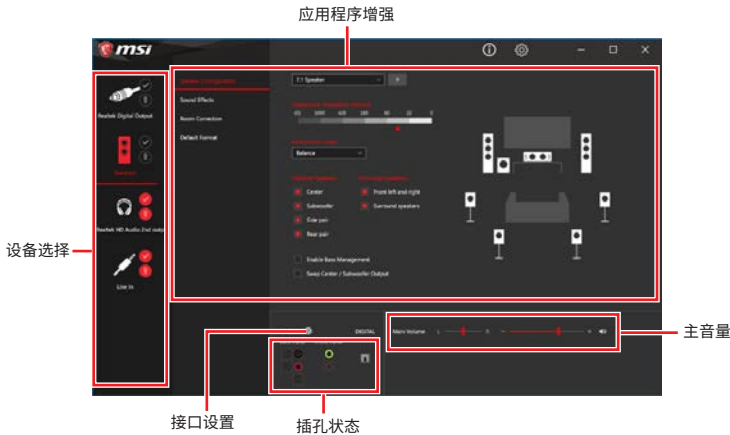 应用程序增强
msi
Realtek Digital Output
Speakers
Realtek HD Audio 2nd output
Line In
Speaker Configuration
Sound Effects
Room Correction
Default Format
7.1 Speaker
Balance
Center
Subwoofer
Side pair
Rear pair
Front left and right
Surround speakers
Enable Bass Management
Swap Center / Subwoofer Output
设备选择
DIGITAL
Main Volume
L
R
主音量
接口设置
插孔状态